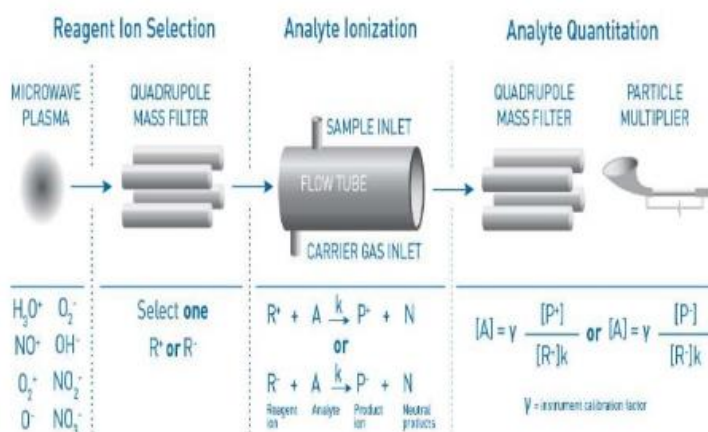 Reagent Ion Selection
Analyte Ionization
Analyte Quantitation
MICROWAVE
PLASMA
QUADRUPOLE
MASS FILTER
SAMPLE INLET
FLOW TUBE
CARRIER GAS INLET
QUADRUPOLE
MASS FILTER
PARTICLE
MULTIPLIER
H₃O⁺ O₂⁻
NO⁺ OH⁻
O₂⁺ NO₂⁻
O⁻ NO₃⁻
Select one
R⁺ or R⁻
R⁺ + A k→ P⁺ + N
or
R⁻ + A k→ P⁻ + N
Reagent ion Analyte Product ion Neutral products
[A] = γ [P⁺] / [R⁺]k or [A] = γ [P⁻] / [R⁻]k
γ = instrument calibration factor